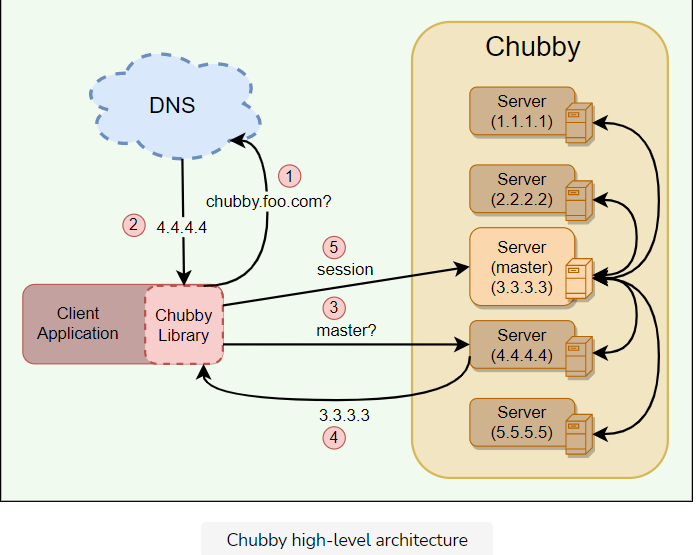 Chubby
DNS
Server
(1.1.1.1)
1
chubby.foo.com?
Server
(2.2.2.2)
2
4.4.4.4
5
session
Server
(master)
(3.3.3.3)
Client
Application
Chubby
Library
3
master?
Server
(4.4.4.4)
3.3.3.3
4
Server
(5.5.5.5)
Chubby high-level architecture